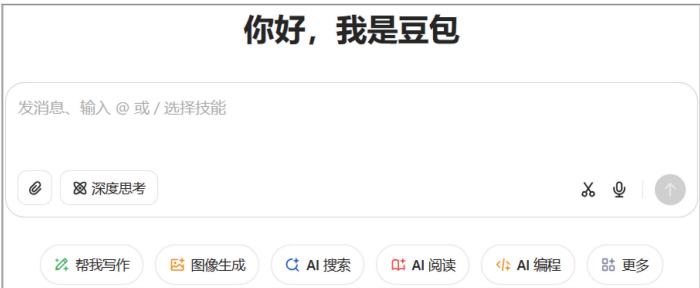 你好，我是豆包
发消息、输入 @ 或 / 选择技能
深度思考
帮我写作 图像生成 AI 搜索 AI 阅读 AI 编程 更多